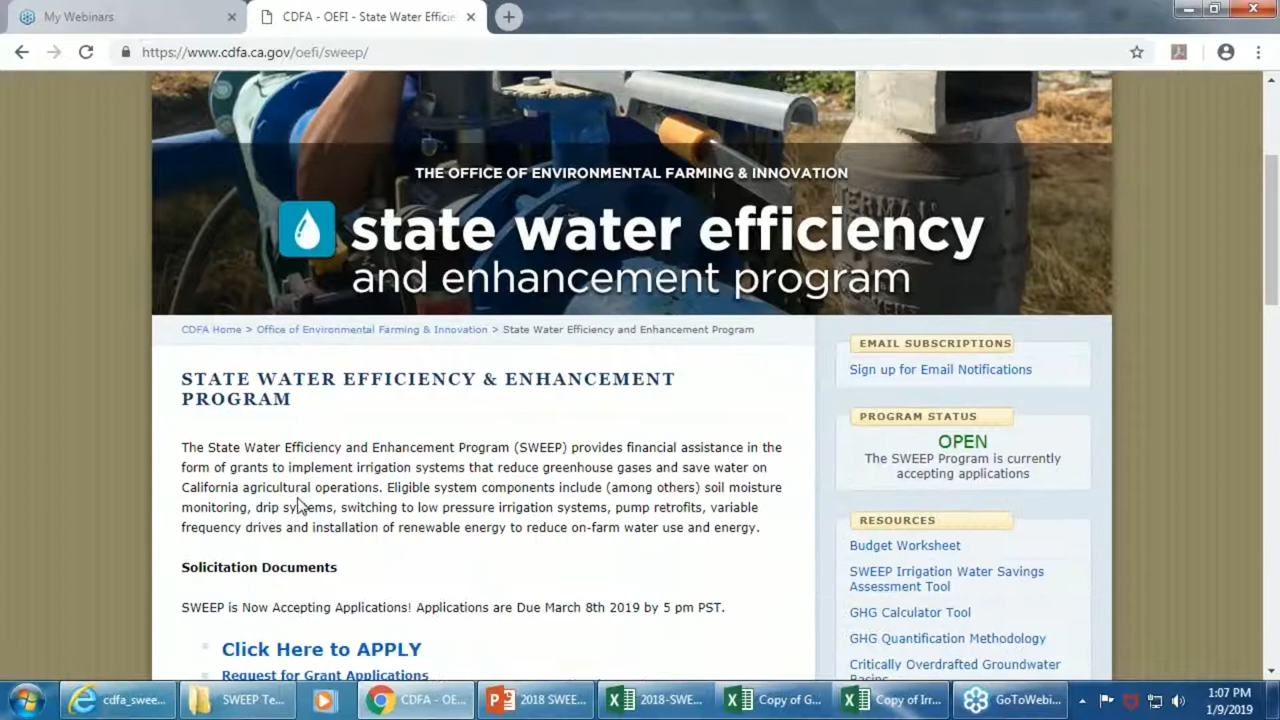 My Webinars
CDFA - OEFI - State Water Efficie
https://www.cdfa.ca.gov/oefi/sweep/
THE OFFICE OF ENVIRONMENTAL FARMING & INNOVATION
state water efficiency
and enhancement program
CDFA Home > Office of Environmental Farming & Innovation > State Water Efficiency and Enhancement Program
STATE WATER EFFICIENCY & ENHANCEMENT
PROGRAM
The State Water Efficiency and Enhancement Program (SWEEP) provides financial assistance in the
form of grants to implement irrigation systems that reduce greenhouse gases and save water on
California agricultural operations. Eligible system components include (among others) soil moisture
monitoring, drip systems, switching to low pressure irrigation systems, pump retrofits, variable
frequency drives and installation of renewable energy to reduce on-farm water use and energy.
Solicitation Documents
SWEEP is Now Accepting Applications! Applications are Due March 8th 2019 by 5 pm PST.
Click Here to APPLY
Request for Grant Applications
EMAIL SUBSCRIPTIONS
Sign up for Email Notifications
PROGRAM STATUS
OPEN
The SWEEP Program is currently
accepting applications
RESOURCES
Budget Worksheet
SWEEP Irrigation Water Savings
Assessment Tool
GHG Calculator Tool
GHG Quantification Methodology
Critically Overdrafted Groundwater
Basins
cdfa_swee...
SWEEP Te...
CDFA - OE...
2018 SWEE...
2018-SWE...
Copy of G...
Copy of Irr...
GoToWebi...
1:07 PM
1/9/2019